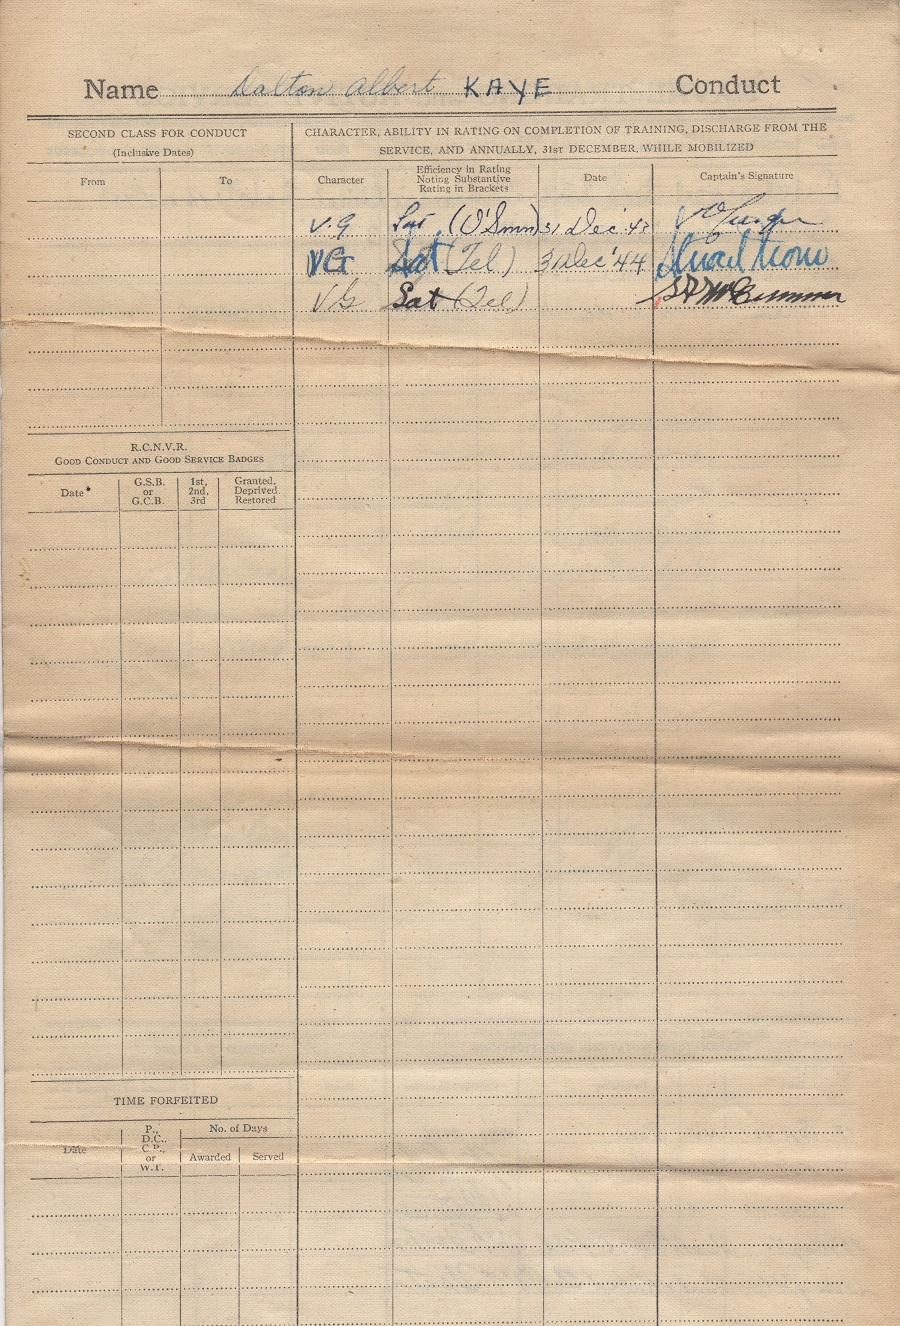 Name Dalton Albert KAYE Conduct
SECOND CLASS FOR CONDUCT
(Inclusive Dates)
From To
CHARACTER, ABILITY IN RATING ON COMPLETION OF TRAINING, DISCHARGE FROM THE
SERVICE, AND ANNUALLY, 31ST DECEMBER, WHILE MOBILIZED
Character
Efficiency in Rating
Noting Substantive
Rating in Brackets
Date
Captain's Signature
V.G Sat. (O'Smn) 31 Dec '43
VG Sat (Tel) 31 Dec '44
VG Sat (Tel)
R.C.N.V.R.
GOOD CONDUCT AND GOOD SERVICE BADGES
Date
G.S.B.
or
G.C.B.
1st,
2nd,
3rd
Granted,
Deprived
Restored
TIME FORFEITED
Date
P.,
D.C.,
C.P.,
or
W.T.
No. of Days
Awarded Served